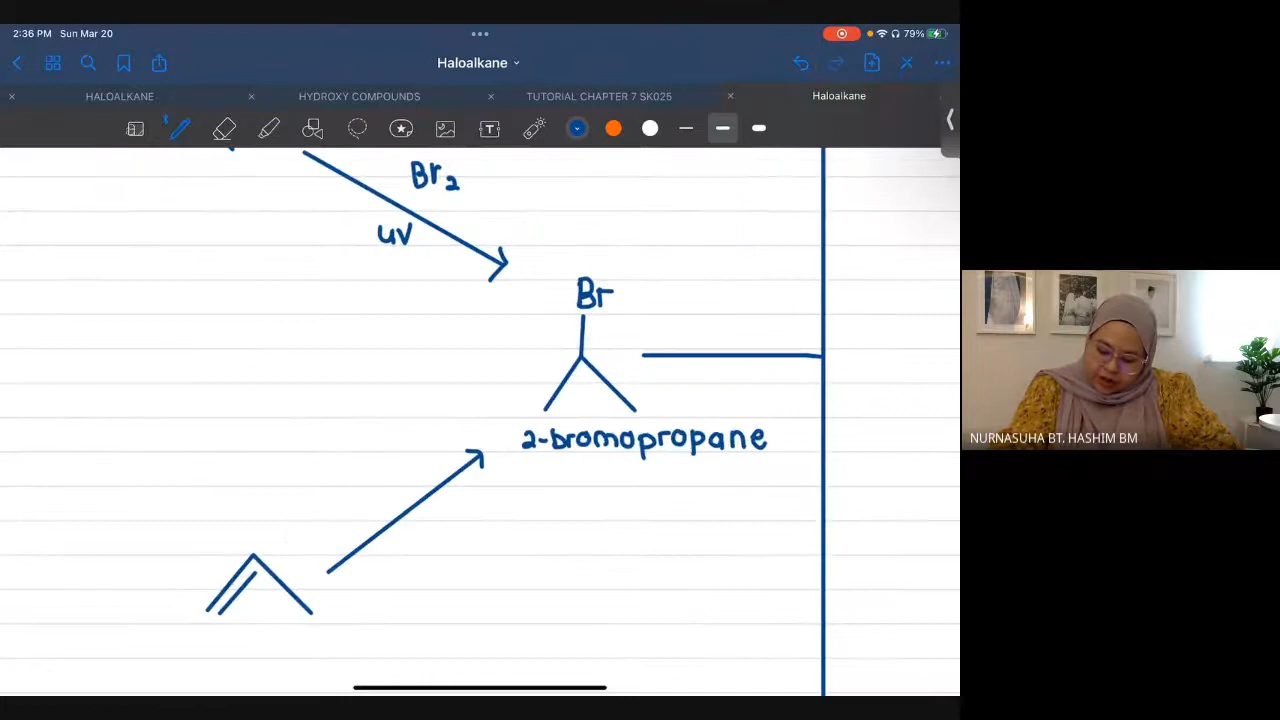 2:36 PM Sun Mar 20
79%
Haloalkane
HALOALKANE
HYDROXY COMPOUNDS
TUTORIAL CHAPTER 7 SK025
Haloalkane
Br2
uv
Br
2-bromopropane
NURNASUHA BT. HASHIM BM